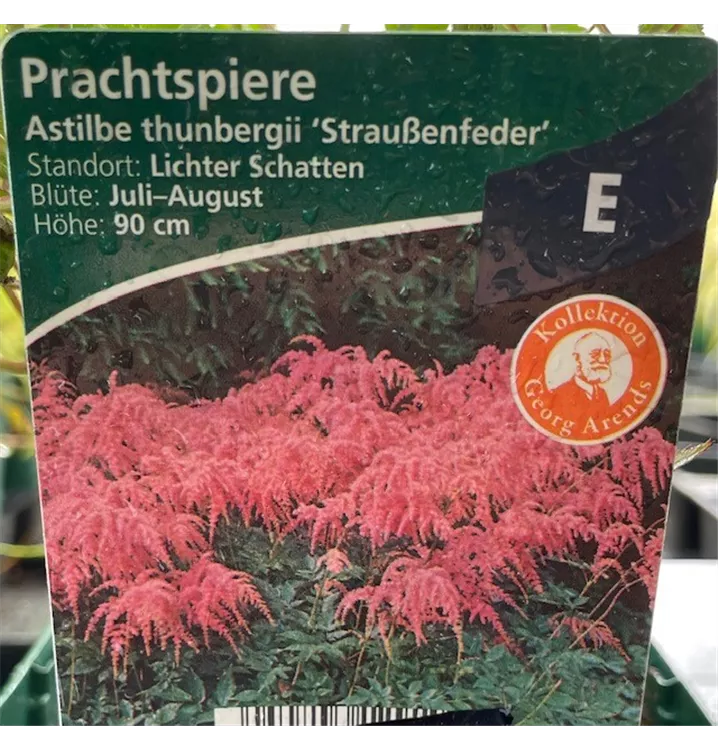 Prachtspiere
Astilbe thunbergii ‘Straußenfeder’
Standort: Lichter Schatten
Blüte: Juli–August
Höhe: 90 cm
E
Kollektion
Georg Arends